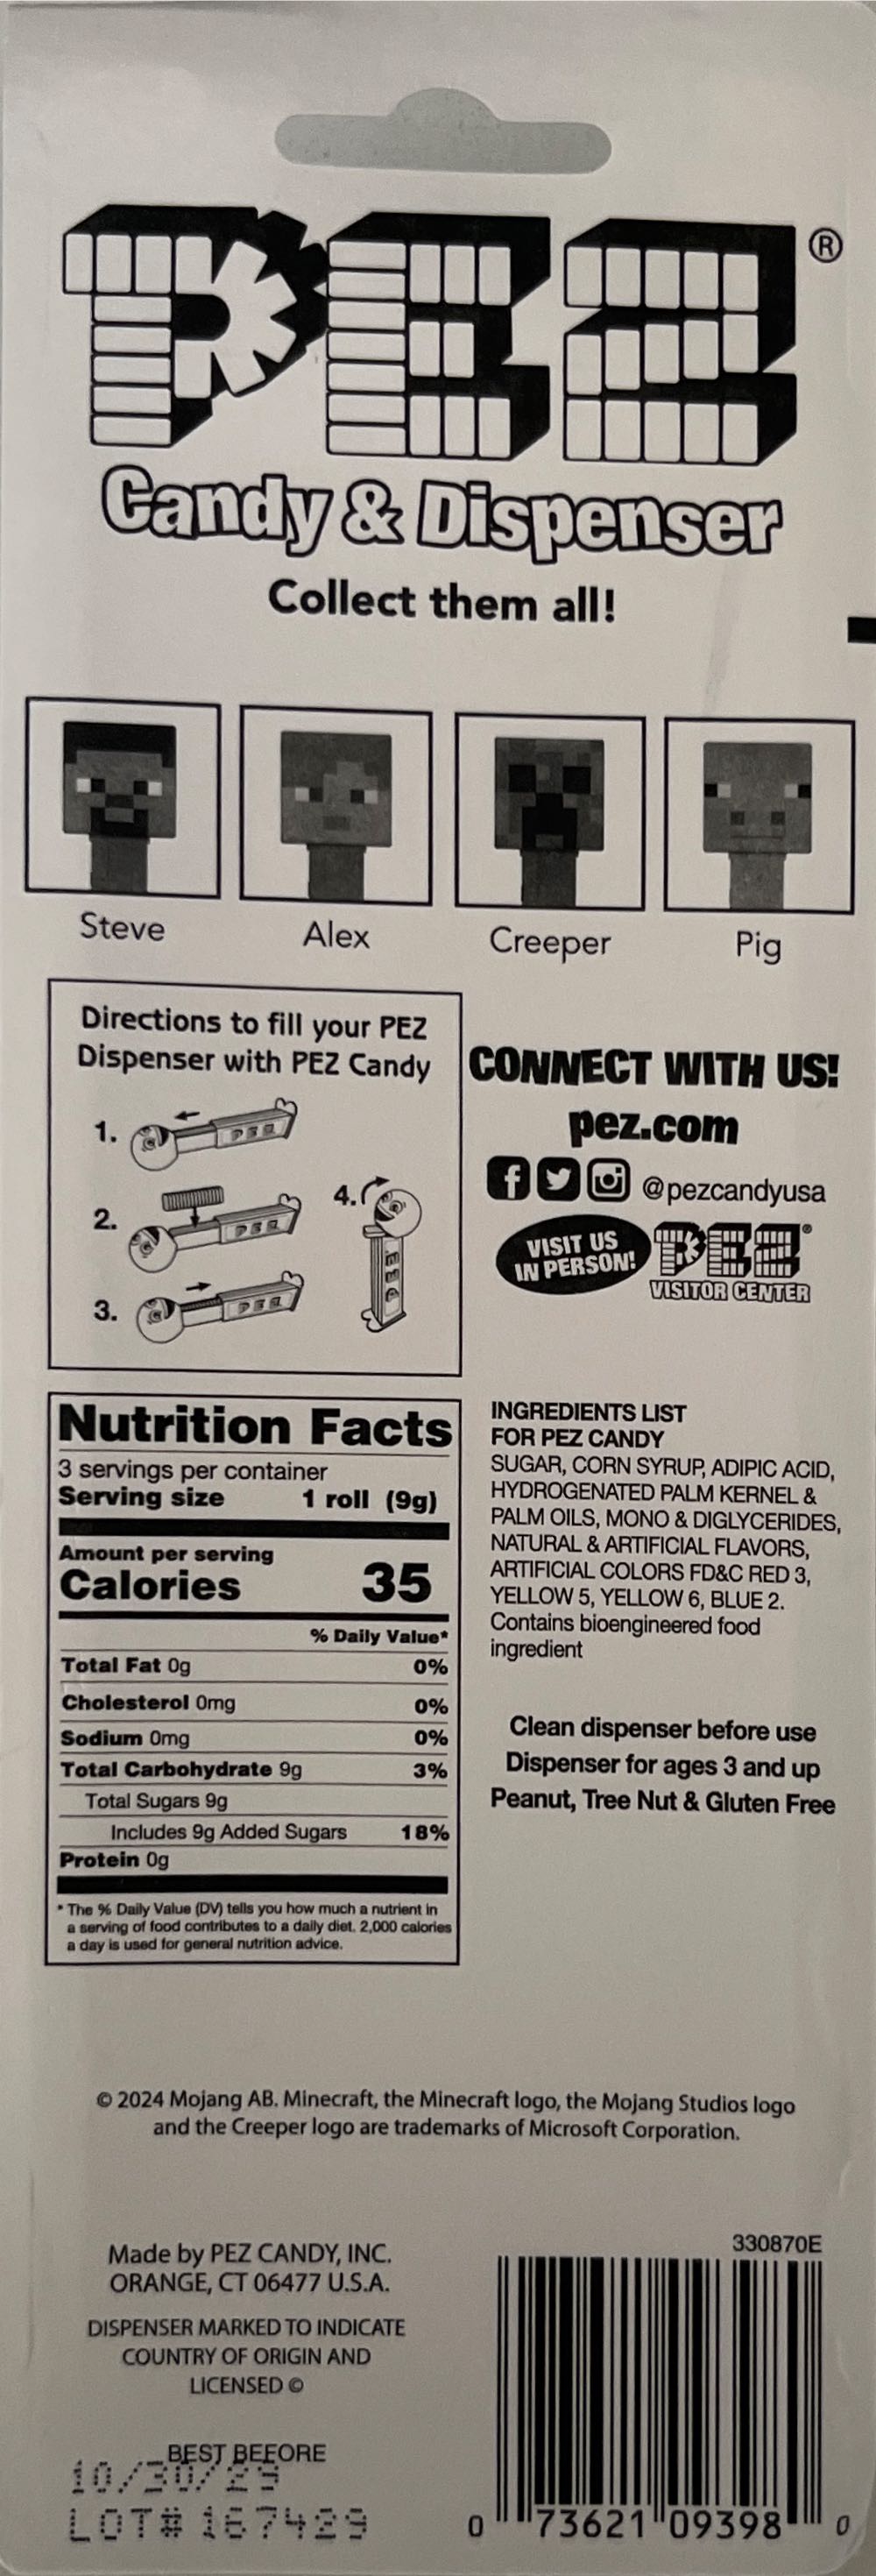 PEZ®
Candy & Dispenser
Collect them all!
Steve
Alex
Creeper
Pig
Directions to fill your PEZ
Dispenser with PEZ Candy
1.
PEZ
2.
PEZ
3.
PEZ
4.
PEZ
CONNECT WITH US!
pez.com
@pezcandyusa
VISIT US
IN PERSON!
PEZ®
VISITOR CENTER
Nutrition Facts
3 servings per container
Serving size 1 roll (9g)
Amount per serving
Calories 35
% Daily Value*
Total Fat 0g 0%
Cholesterol 0mg 0%
Sodium 0mg 0%
Total Carbohydrate 9g 3%
Total Sugars 9g
Includes 9g Added Sugars 18%
Protein 0g
* The % Daily Value (DV) tells you how much a nutrient in
a serving of food contributes to a daily diet. 2,000 calories
a day is used for general nutrition advice.
INGREDIENTS LIST
FOR PEZ CANDY
SUGAR, CORN SYRUP, ADIPIC ACID,
HYDROGENATED PALM KERNEL &
PALM OILS, MONO & DIGLYCERIDES,
NATURAL & ARTIFICIAL FLAVORS,
ARTIFICIAL COLORS FD&C RED 3,
YELLOW 5, YELLOW 6, BLUE 2.
Contains bioengineered food
ingredient
Clean dispenser before use
Dispenser for ages 3 and up
Peanut, Tree Nut & Gluten Free
© 2024 Mojang AB. Minecraft, the Minecraft logo, the Mojang Studios logo
and the Creeper logo are trademarks of Microsoft Corporation.
Made by PEZ CANDY, INC.
ORANGE, CT 06477 U.S.A.
DISPENSER MARKED TO INDICATE
COUNTRY OF ORIGIN AND
LICENSED ©
BEST BEFORE
10/30/29
LOT# 167429
330870E
0 73621 09398 0